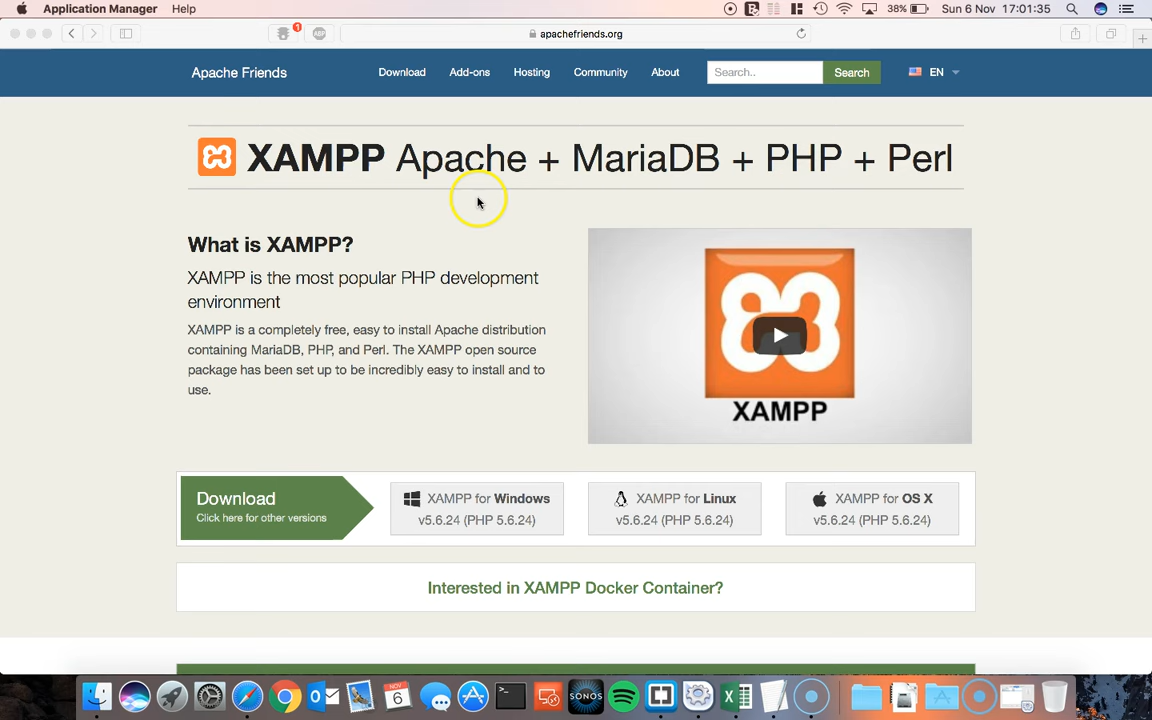 Application Manager Help 38% Sun 6 Nov 17:01:35
1 ABP apachefriends.org
Apache Friends Download Add-ons Hosting Community About Search.. Search EN
XAMPP Apache + MariaDB + PHP + Perl
What is XAMPP?
XAMPP is the most popular PHP development
environment
XAMPP is a completely free, easy to install Apache distribution
containing MariaDB, PHP, and Perl. The XAMPP open source
package has been set up to be incredibly easy to install and to
use.
XAMPP
Download
Click here for other versions
XAMPP for Windows
v5.6.24 (PHP 5.6.24)
XAMPP for Linux
v5.6.24 (PHP 5.6.24)
XAMPP for OS X
v5.6.24 (PHP 5.6.24)
Interested in XAMPP Docker Container?
NOV
6
SONOS